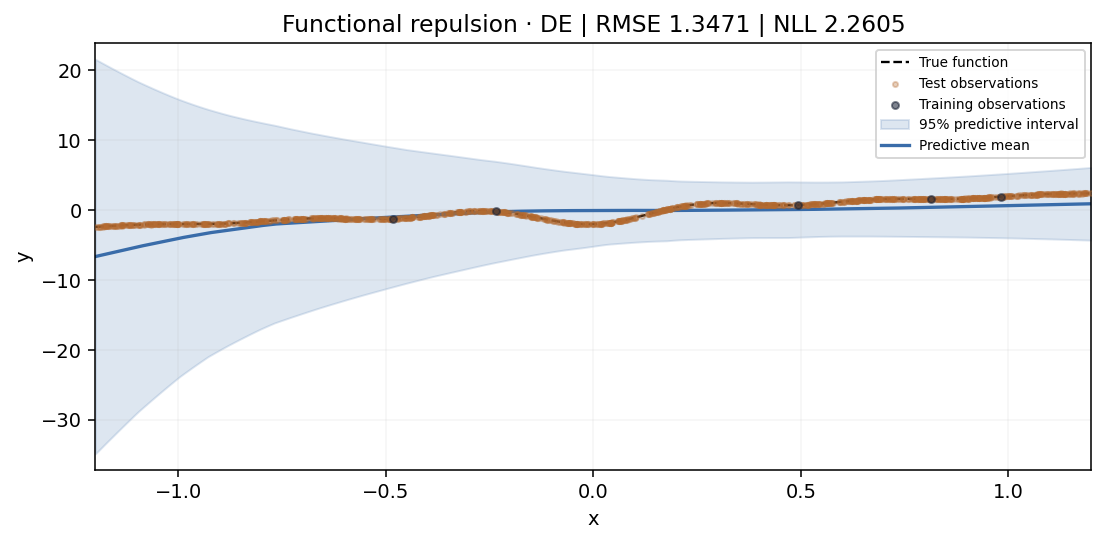 Functional repulsion · DE | RMSE 1.3471 | NLL 2.2605
True function
Test observations
Training observations
95% predictive interval
Predictive mean
20
10
0
−10
−20
−30
y
−1.0
−0.5
0.0
0.5
1.0
x